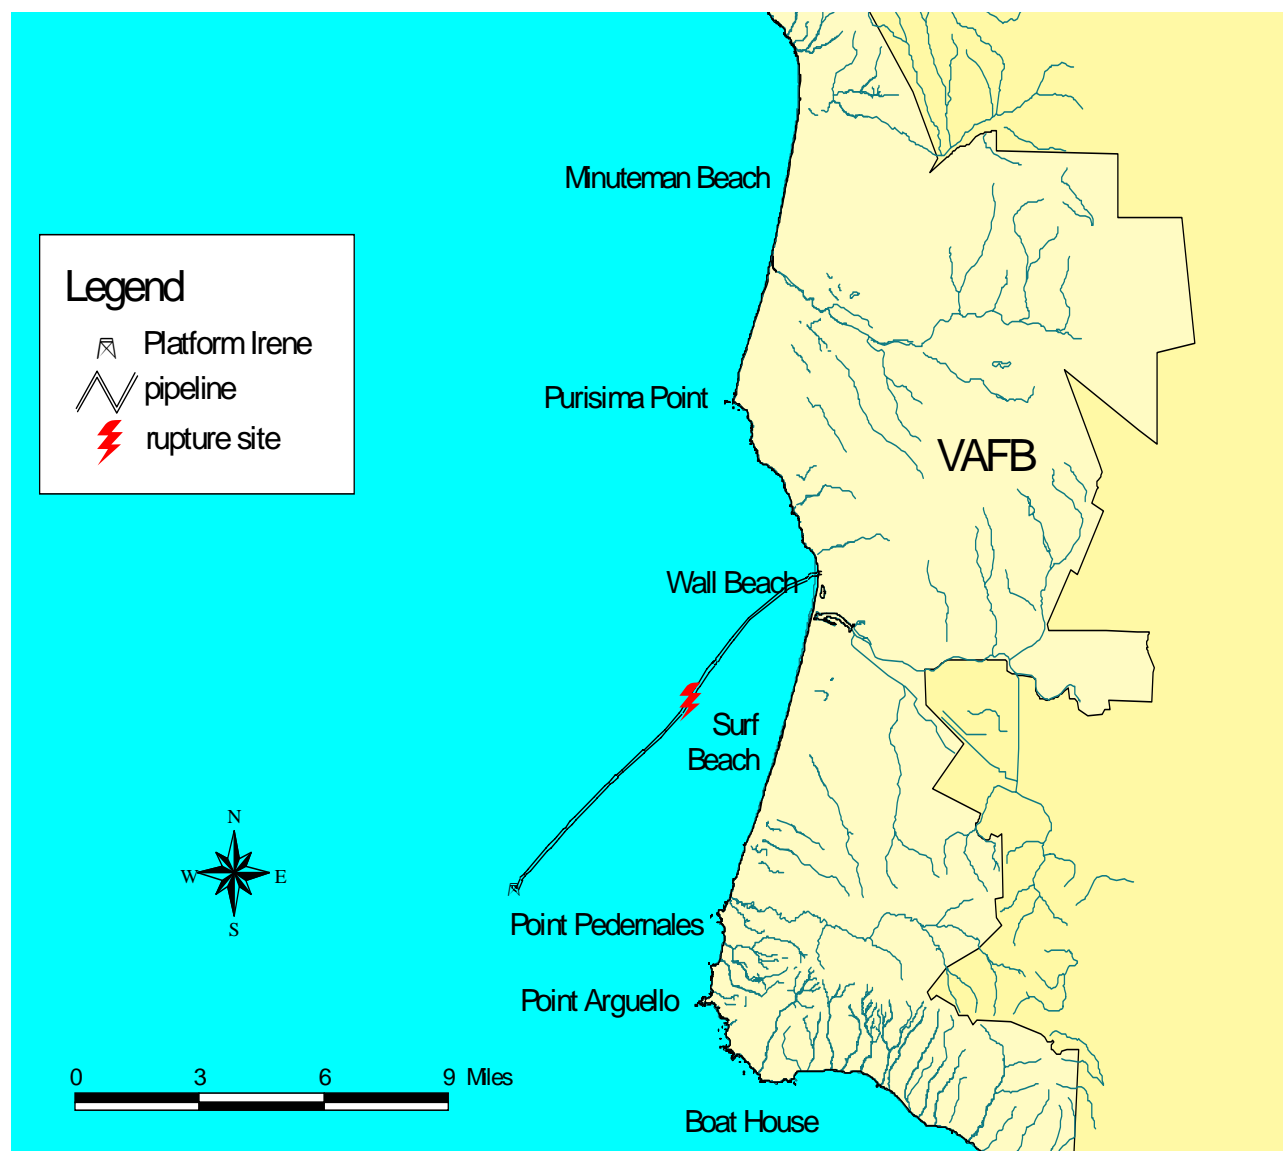 Minuteman Beach
Legend
Platform Irene
pipeline
rupture site
Purisima Point
VAFB
Wall Beach
Surf
Beach
N
W
E
S
Point Pedernales
Point Arguello
0 3 6 9 Miles
Boat House